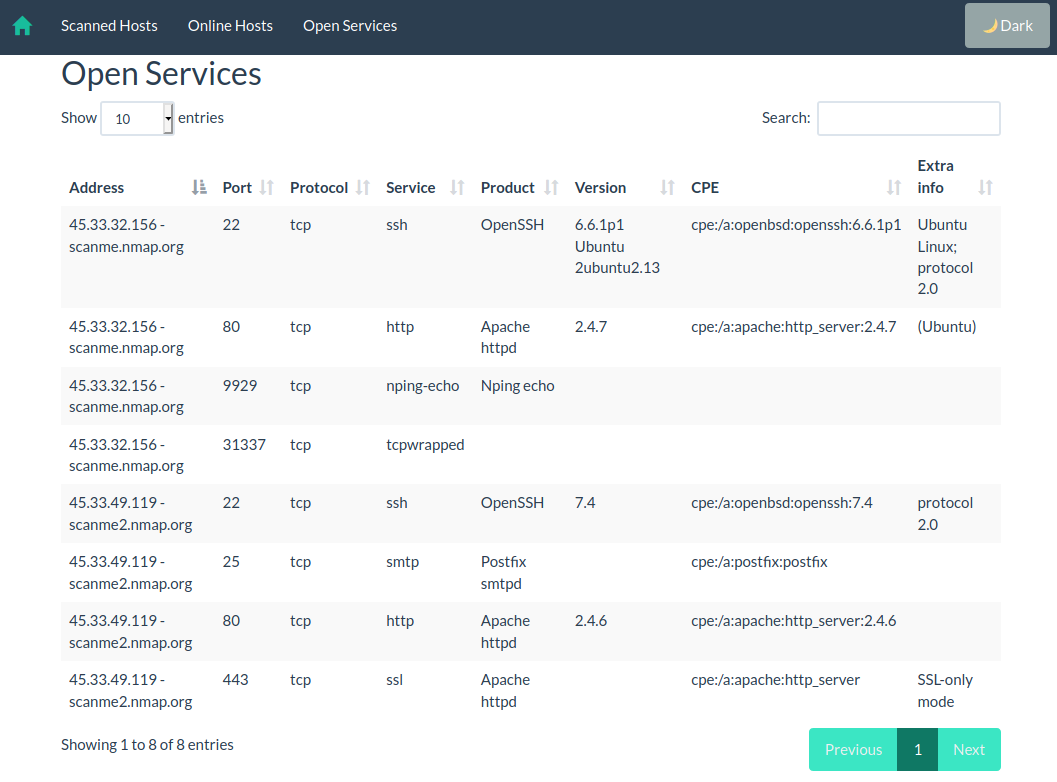 Scanned Hosts Online Hosts Open Services 🌙Dark
Open Services
Show 10 entries Search:
Address Port Protocol Service Product Version CPE Extra
info
45.33.32.156 - 22 tcp ssh OpenSSH 6.6.1p1 cpe:/a:openbsd:openssh:6.6.1p1 Ubuntu
scanme.nmap.org Ubuntu Linux;
2ubuntu2.13 protocol
2.0
45.33.32.156 - 80 tcp http Apache 2.4.7 cpe:/a:apache:http_server:2.4.7 (Ubuntu)
scanme.nmap.org httpd
45.33.32.156 - 9929 tcp nping-echo Nping echo
scanme.nmap.org
45.33.32.156 - 31337 tcp tcpwrapped
scanme.nmap.org
45.33.49.119 - 22 tcp ssh OpenSSH 7.4 cpe:/a:openbsd:openssh:7.4 protocol
scanme2.nmap.org 2.0
45.33.49.119 - 25 tcp smtp Postfix cpe:/a:postfix:postfix
scanme2.nmap.org smtpd
45.33.49.119 - 80 tcp http Apache 2.4.6 cpe:/a:apache:http_server:2.4.6
scanme2.nmap.org httpd
45.33.49.119 - 443 tcp ssl Apache cpe:/a:apache:http_server SSL-only
scanme2.nmap.org httpd mode
Showing 1 to 8 of 8 entries Previous 1 Next